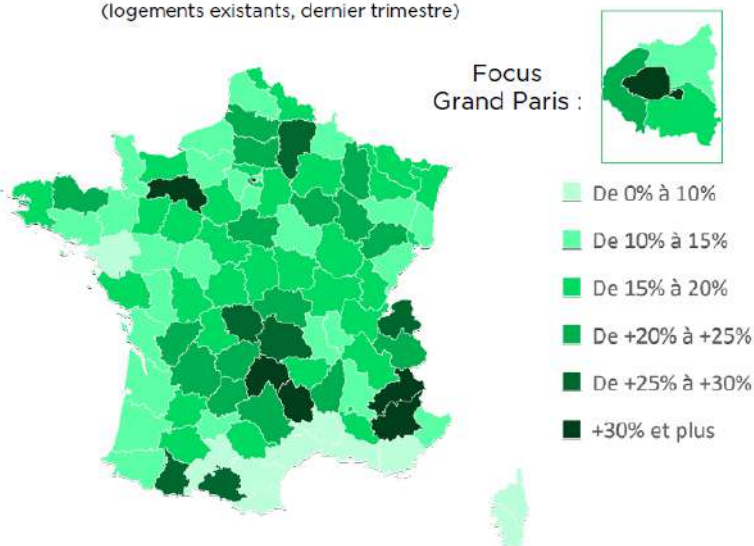 (logements existants, dernier trimestre)
Focus
Grand Paris :
De 0% à 10%
De 10% à 15%
De 15% à 20%
De +20% à +25%
De +25% à +30%
+30% et plus